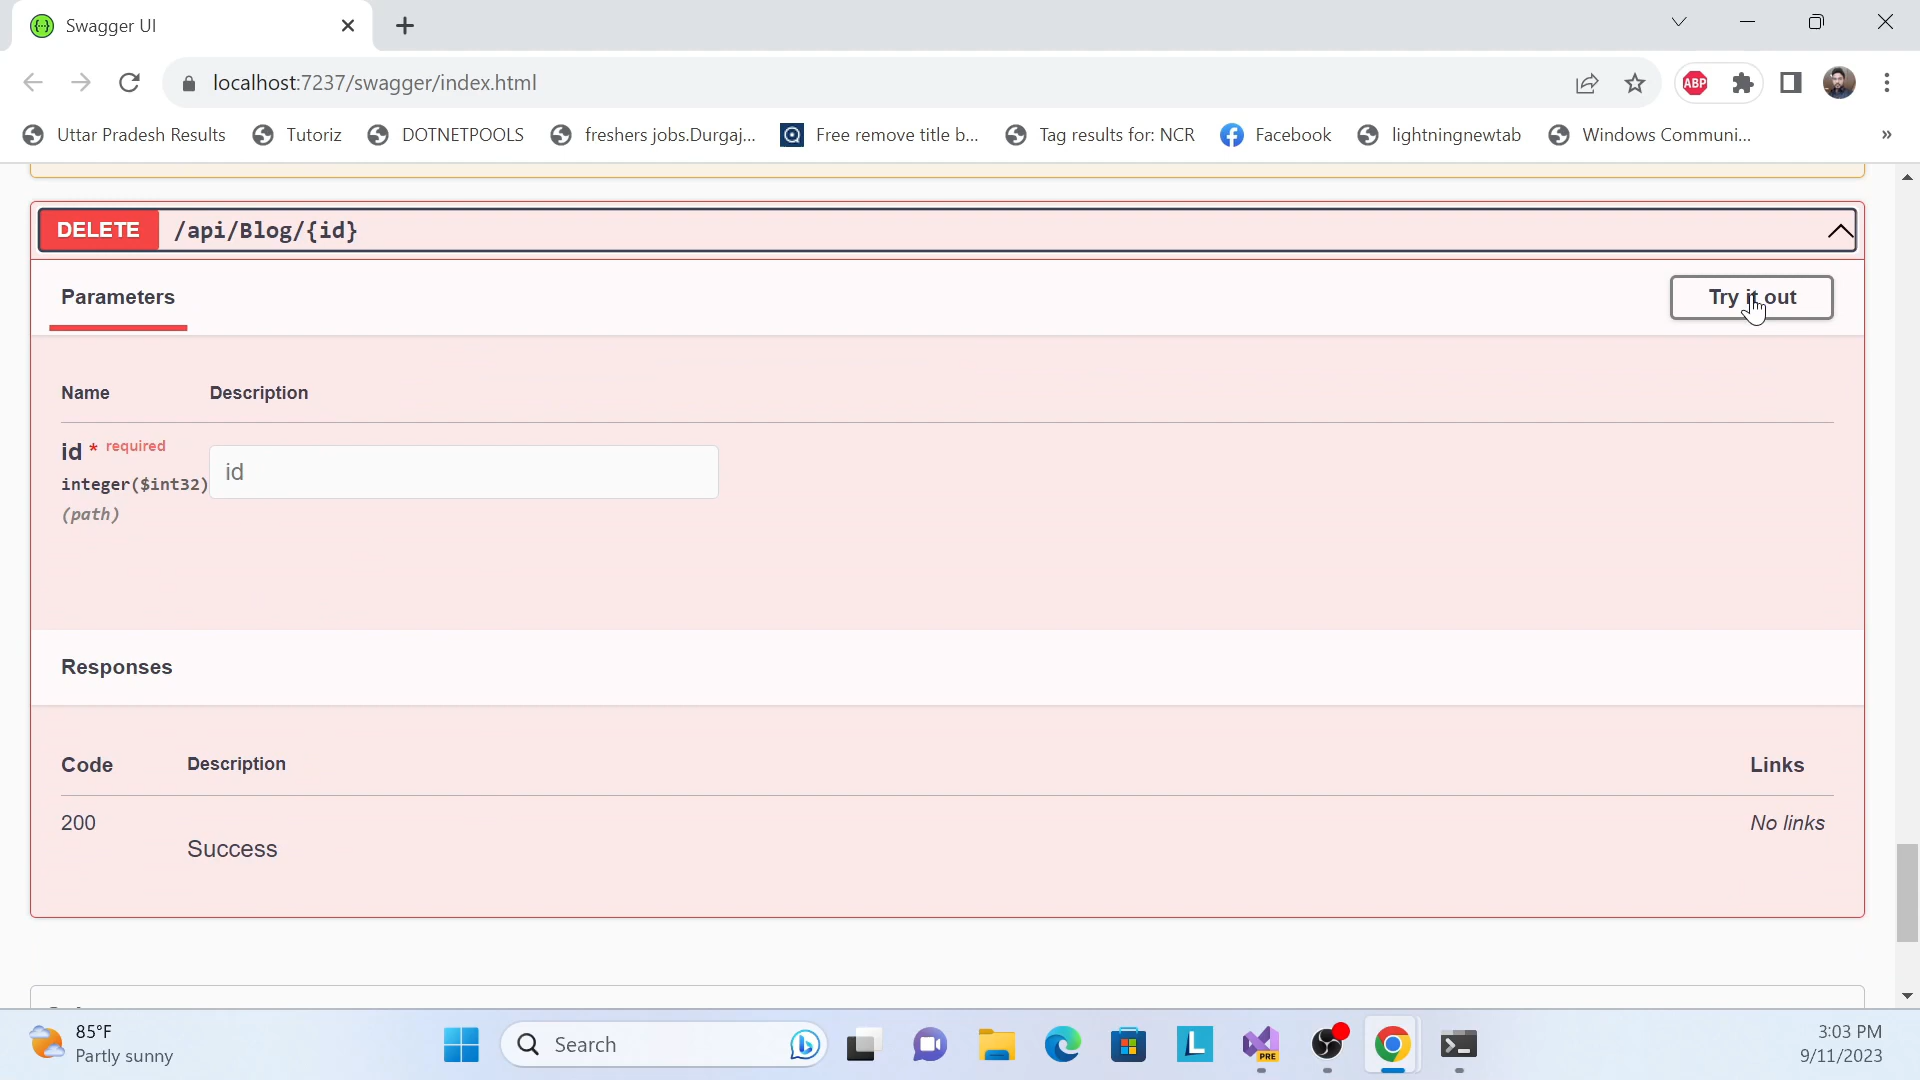 Swagger UI
localhost:7237/swagger/index.html
ABP
Uttar Pradesh Results Tutoriz DOTNETPOOLS freshers jobs.Durgaj... Free remove title b... Tag results for: NCR Facebook lightningnewtab Windows Communi... »
DELETE /api/Blog/{id}
Parameters
Try it out
Name Description
id * required
integer($int32)
(path)
id
Responses
Code Description Links
200 No links
Success
85°F
Partly sunny
Search
L
PRE
3:03 PM
9/11/2023